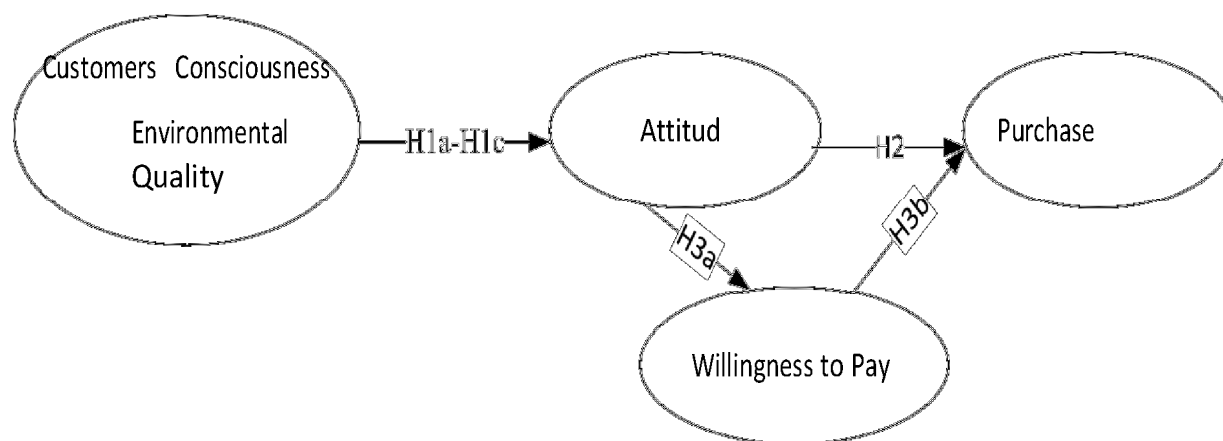 Customers Consciousness
Environmental
Quality
H1a-H1c
Attitud
H2
Purchase
H3a
H3b
Willingness to Pay